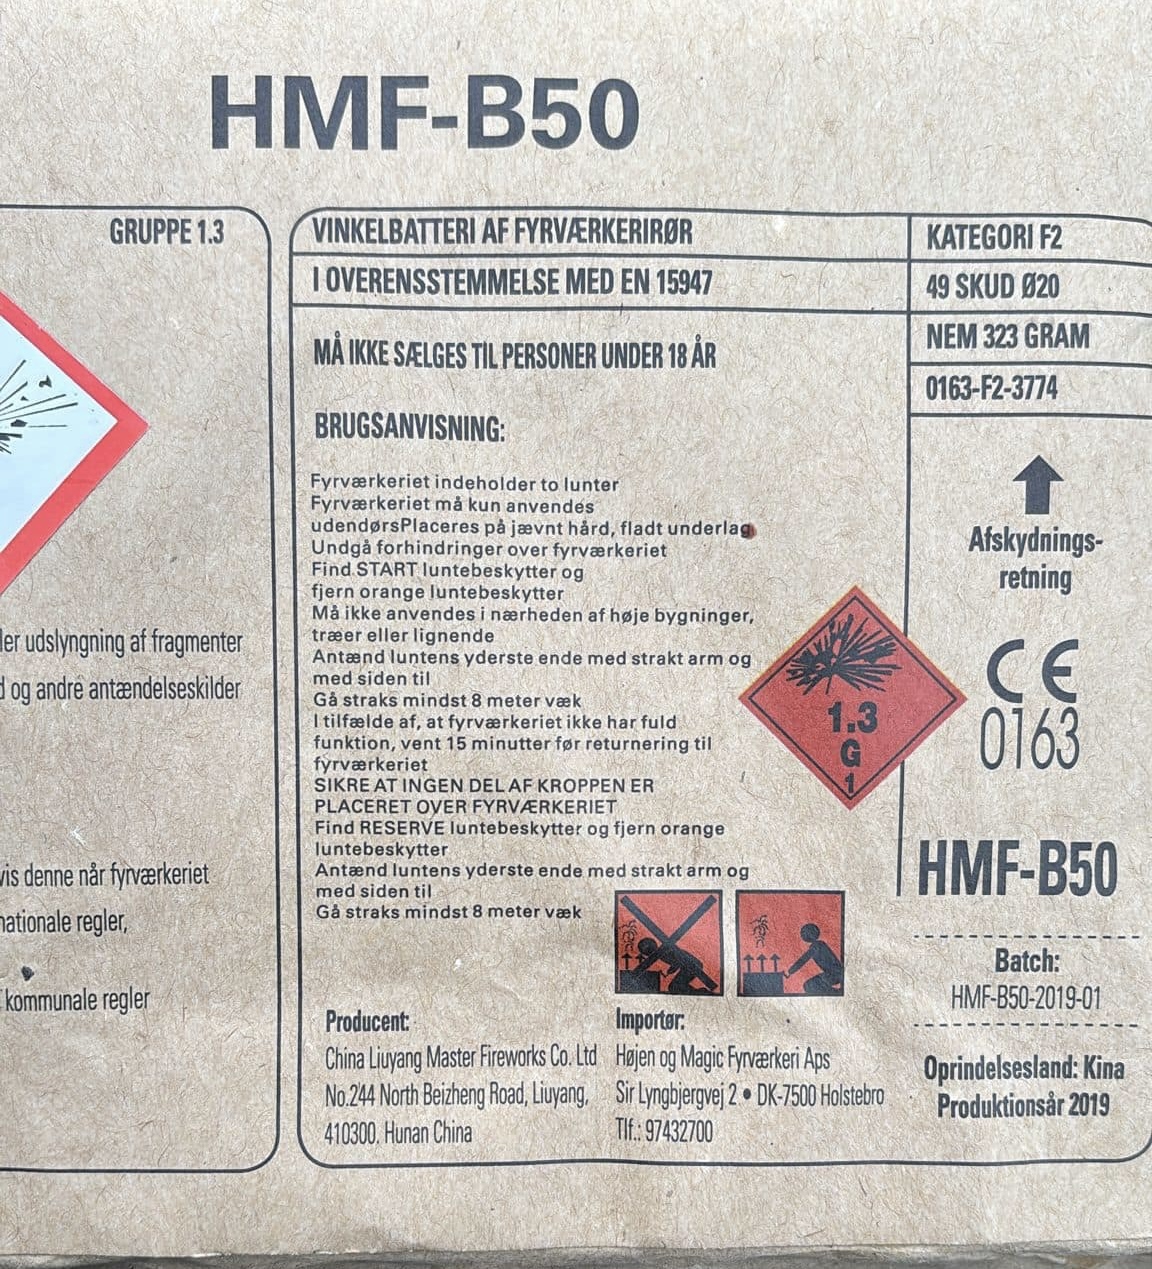 HMF-B50
GRUPPE 1.3
udslyngning af fragmenter
og andre antændelseskilder
denne når fyrværkeriet
nationale regler,
kommunale regler
VINKELBATTERI AF FYRVÆRKERIRØR
I OVERENSSTEMMELSE MED EN 15947
MÅ IKKE SÆLGES TIL PERSONER UNDER 18 ÅR
BRUGSANVISNING:
Fyrværkeriet indeholder to lunter
Fyrværkeriet må kun anvendes
udendørsPlaceres på jævnt hård, fladt underlag
Undgå forhindringer over fyrværkeriet
Find START luntebeskytter og
fjern orange luntebeskytter
Må ikke anvendes i nærheden af høje bygninger,
træer eller lignende
Antænd luntens yderste ende med strakt arm og
med siden til
Gå straks mindst 8 meter væk
I tilfælde af, at fyrværkeriet ikke har fuld
funktion, vent 15 minutter før returnering til
fyrværkeriet
SIKRE AT INGEN DEL AF KROPPEN ER
PLACERET OVER FYRVÆRKERIET
Find RESERVE luntebeskytter og fjern orange
luntebeskytter
Antænd luntens yderste ende med strakt arm og
med siden til
Gå straks mindst 8 meter væk
1.3
G
1
Producent:
China Liuyang Master Fireworks Co. Ltd
No.244 North Beizheng Road, Liuyang,
410300, Hunan China
Importør:
Højen og Magic Fyrværkeri Aps
Sir Lyngbjergvej 2 • DK-7500 Holstebro
Tlf.: 97432700
KATEGORI F2
49 SKUD Ø20
NEM 323 GRAM
0163-F2-3774
Afskydnings-
retning
CE
0163
HMF-B50
Batch:
HMF-B50-2019-01
Oprindelsesland: Kina
Produktionsår 2019